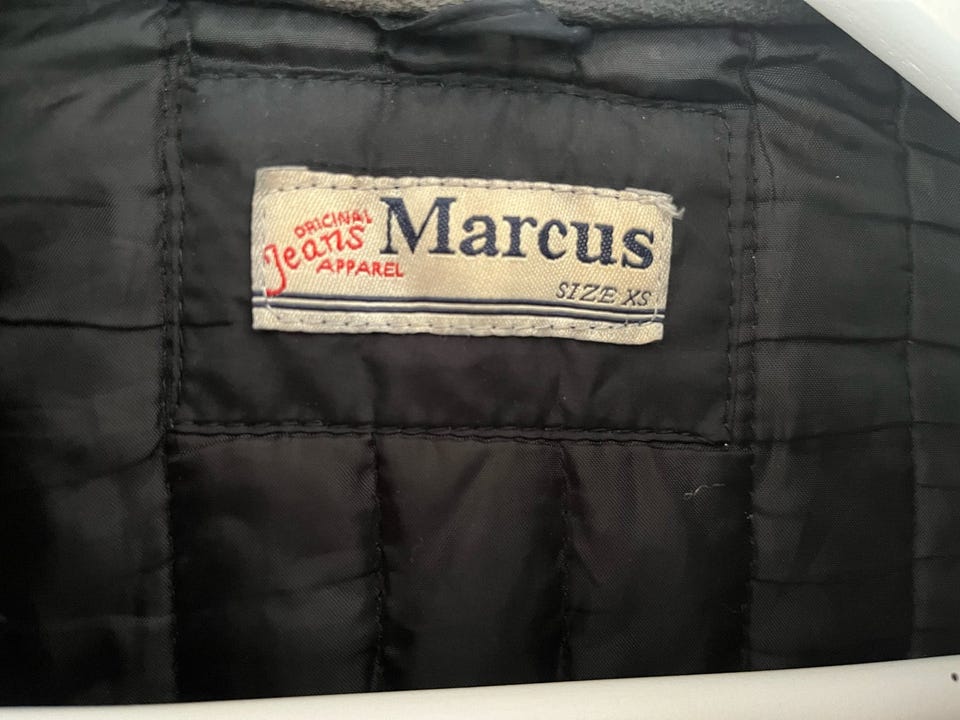 ORIGINAL
Jeans
APPAREL
Marcus
SIZE XS